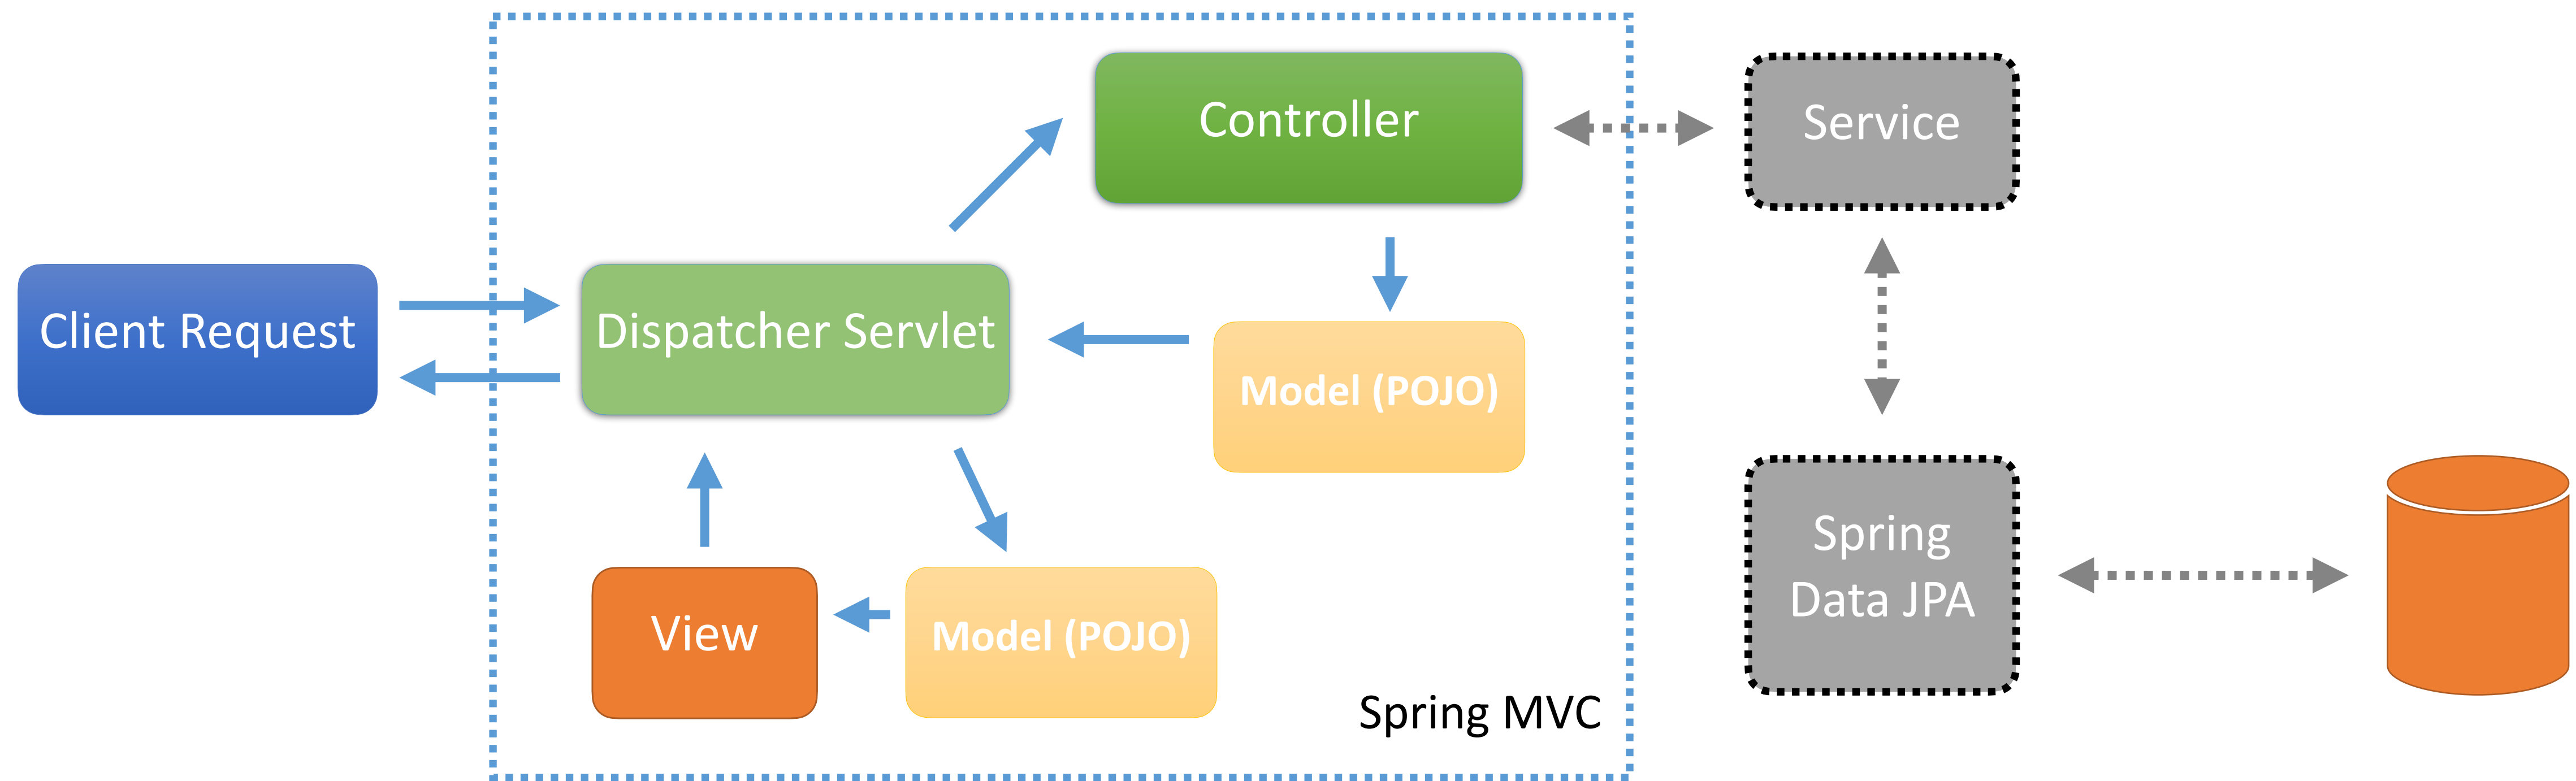 Controller
Service
Client Request
Dispatcher Servlet
Model (POJO)
Spring
Data JPA
View
Model (POJO)
Spring MVC